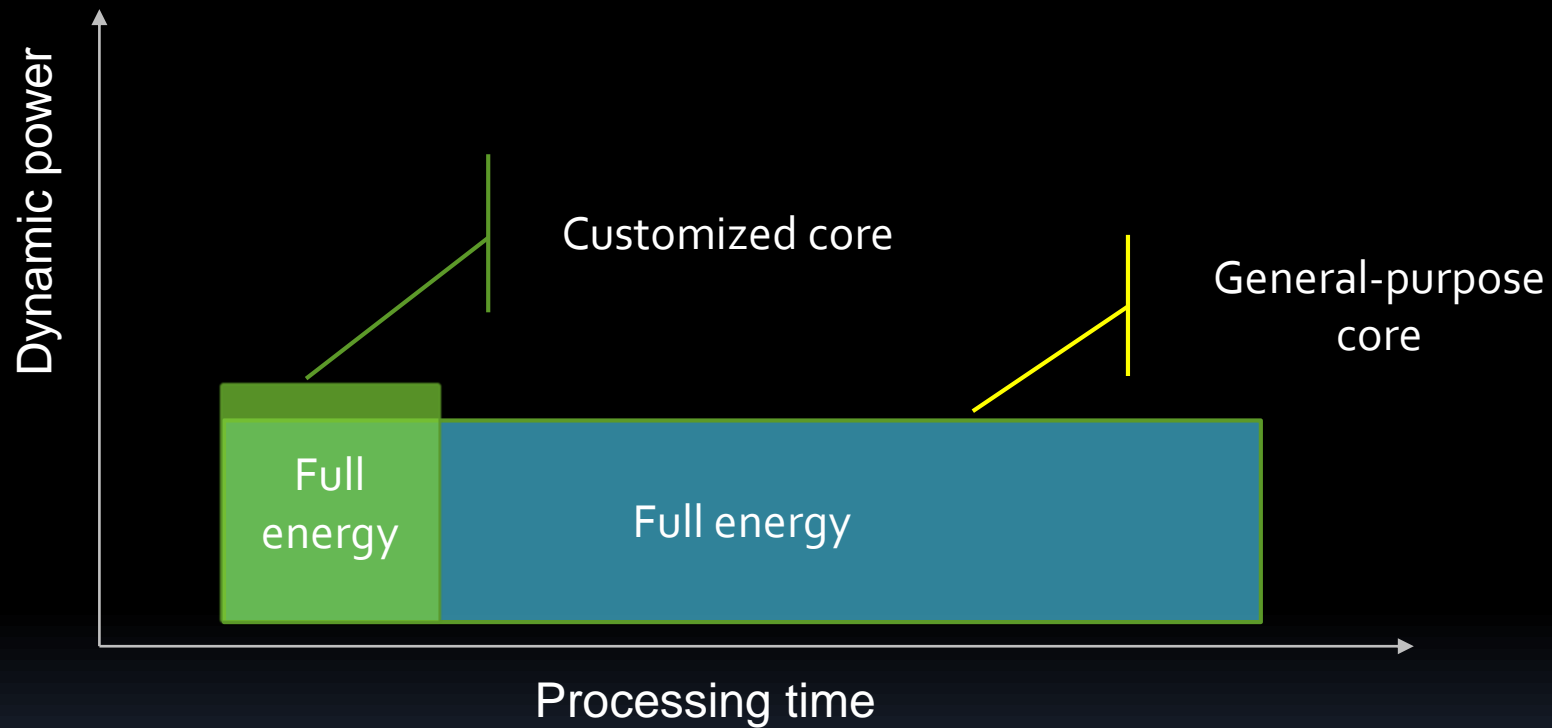 Dynamic power
Customized core
General-purpose
core
Full
energy
Full energy
Processing time